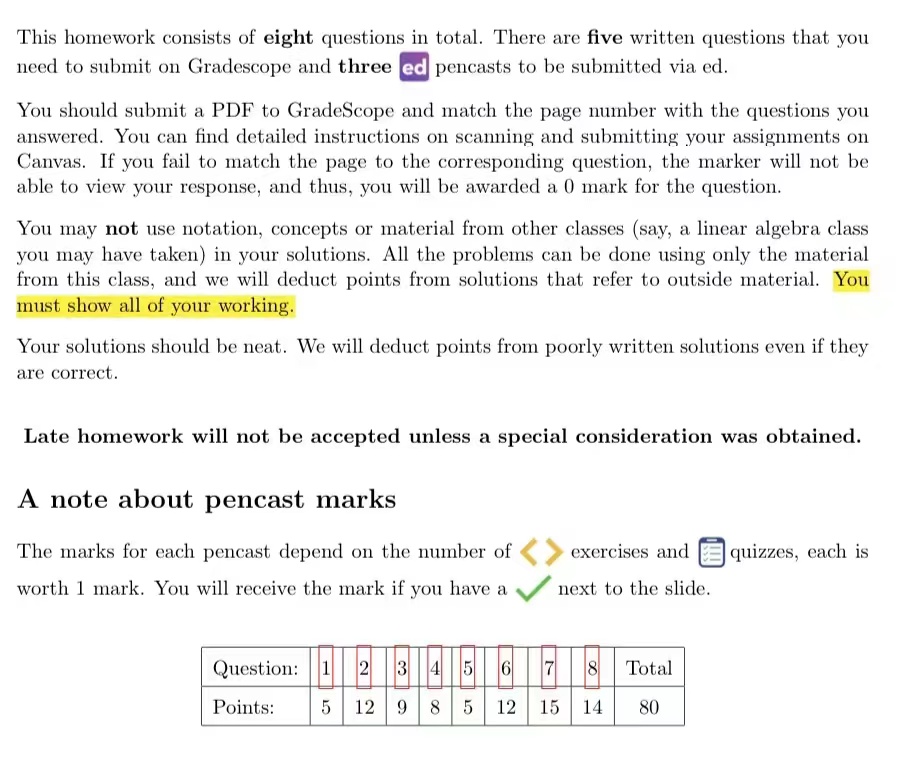 This homework consists of eight questions in total. There are five written questions that you
need to submit on Gradescope and three ed pencasts to be submitted via ed.
You should submit a PDF to GradeScope and match the page number with the questions you
answered. You can find detailed instructions on scanning and submitting your assignments on
Canvas. If you fail to match the page to the corresponding question, the marker will not be
able to view your response, and thus, you will be awarded a 0 mark for the question.
You may not use notation, concepts or material from other classes (say, a linear algebra class
you may have taken) in your solutions. All the problems can be done using only the material
from this class, and we will deduct points from solutions that refer to outside material. You
must show all of your working.
Your solutions should be neat. We will deduct points from poorly written solutions even if they
are correct.
Late homework will not be accepted unless a special consideration was obtained.
A note about pencast marks
The marks for each pencast depend on the number of <> exercises and quizzes, each is
worth 1 mark. You will receive the mark if you have a ✓ next to the slide.
Question: 1 2 3 4 5 6 7 8 Total
Points: 5 12 9 8 5 12 15 14 80